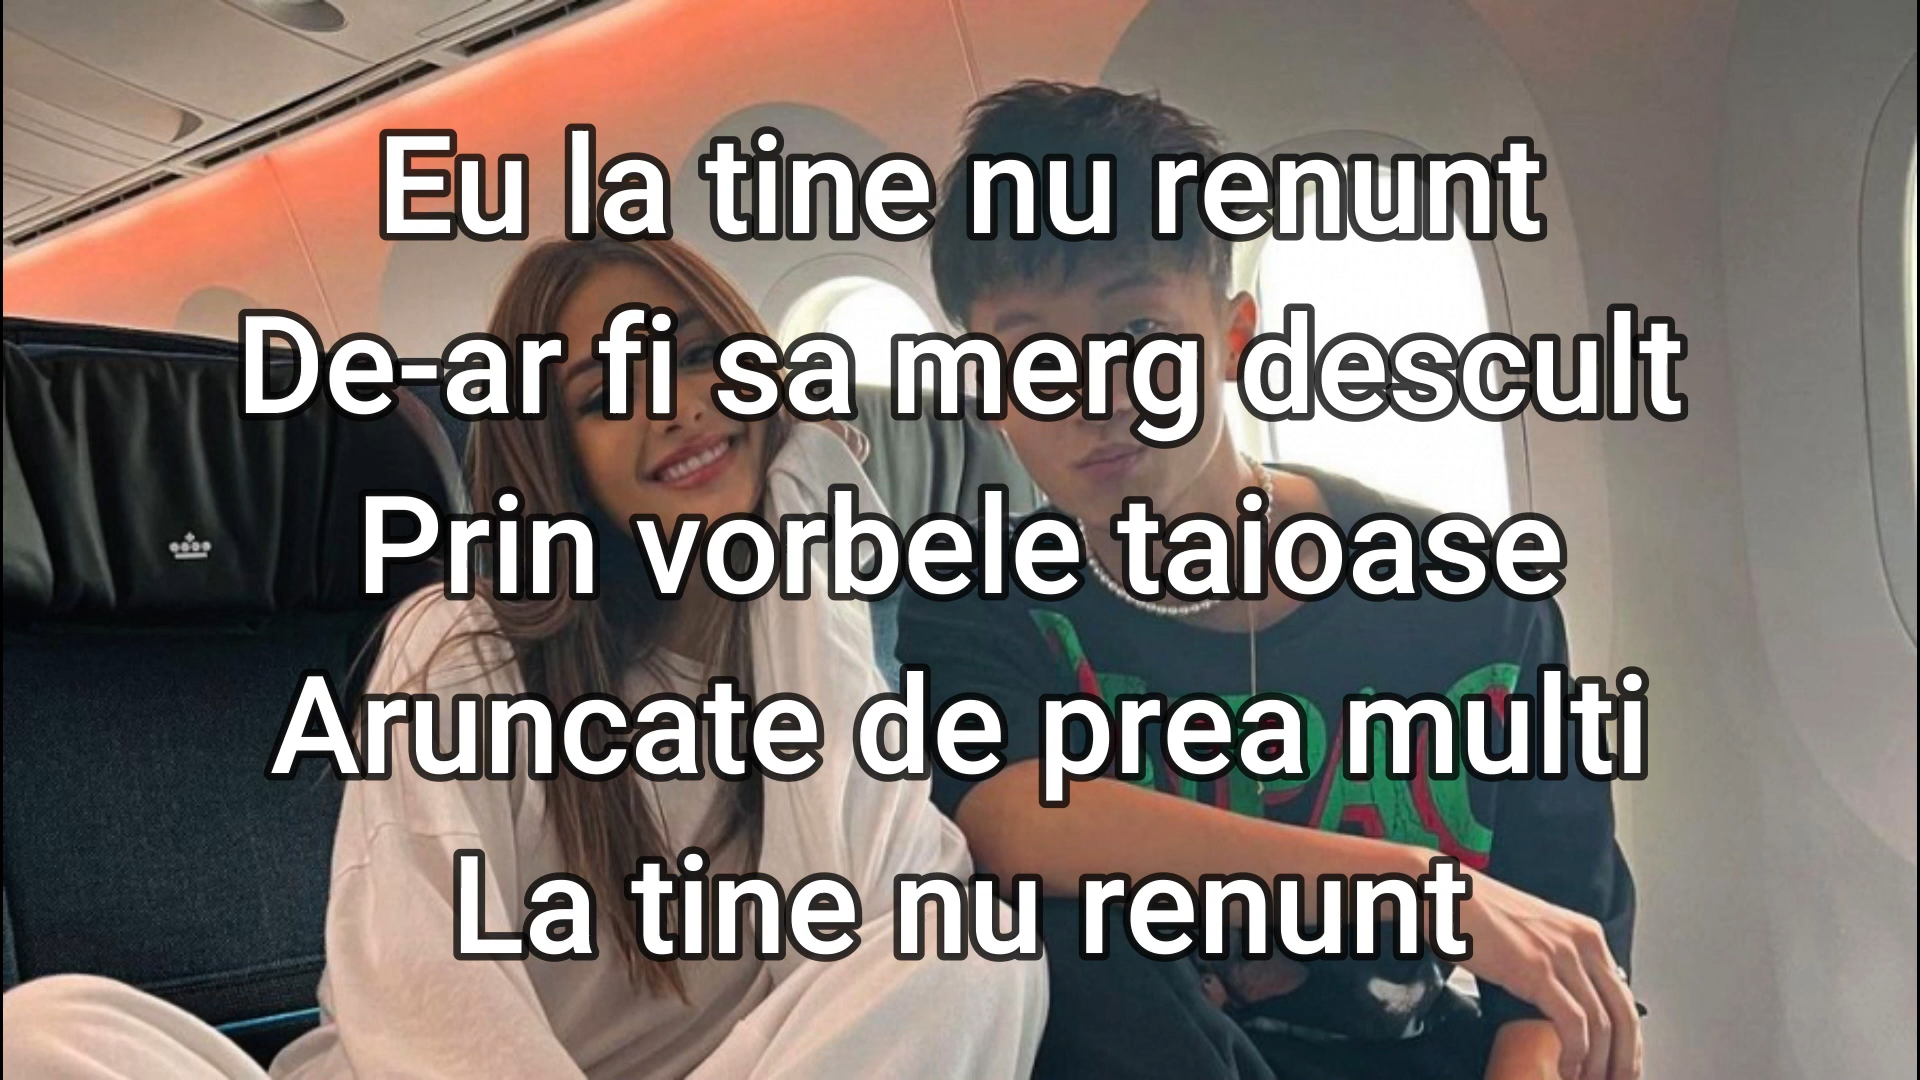 Eu la tine nu renunt
De-ar fi sa merg descult
Prin vorbele taioase
Aruncate de prea multi
La tine nu renunt